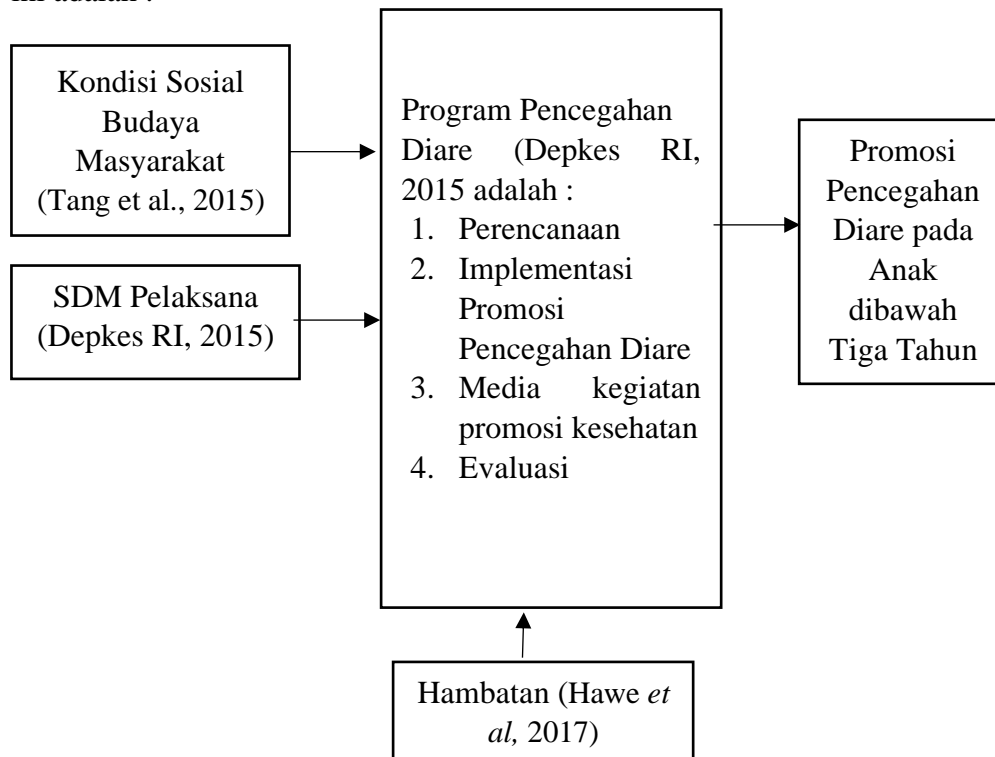 ini adalah :
Kondisi Sosial
Budaya
Masyarakat
(Tang et al., 2015)
SDM Pelaksana
(Depkes RI, 2015)
Program Pencegahan
Diare (Depkes RI,
2015 adalah :
1. Perencanaan
2. Implementasi
Promosi
Pencegahan Diare
3. Media kegiatan
promosi kesehatan
4. Evaluasi
Promosi
Pencegahan
Diare pada
Anak
dibawah
Tiga Tahun
Hambatan (Hawe et
al, 2017)